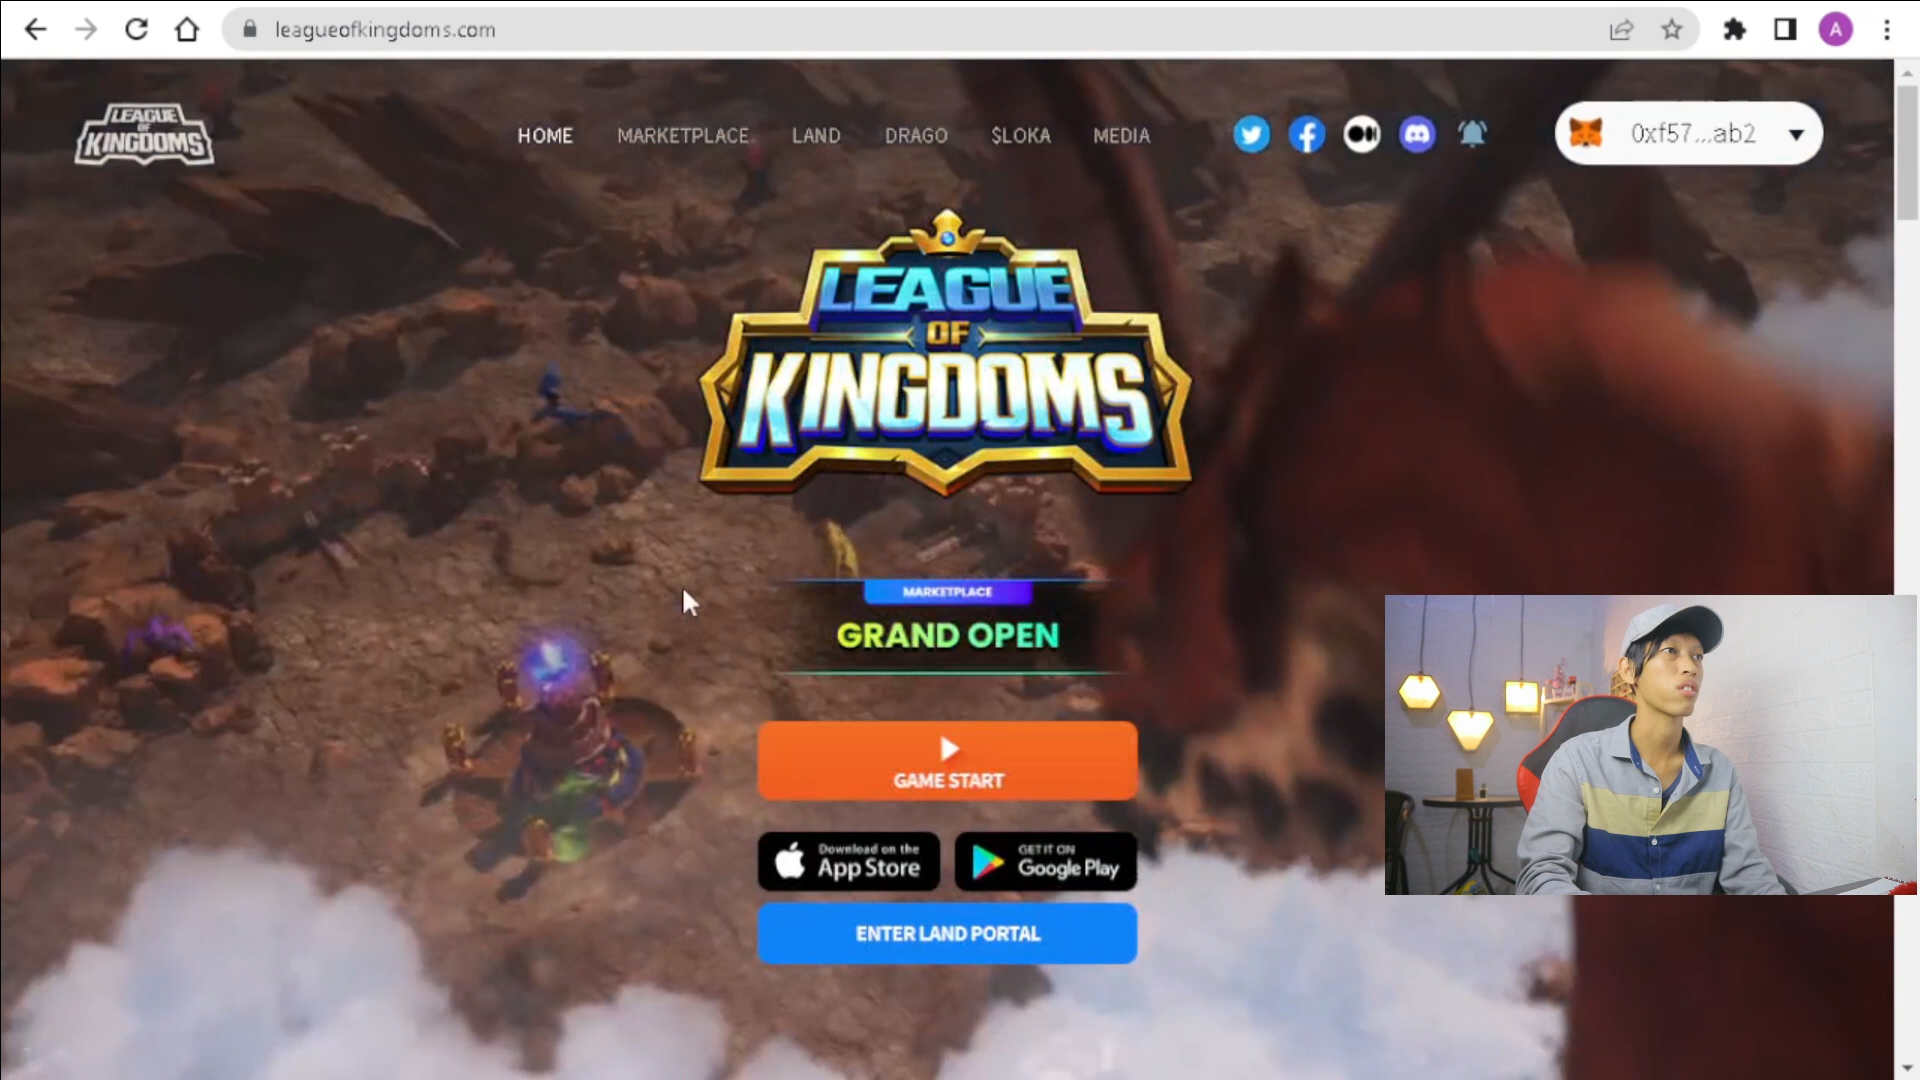 leagueofkingdoms.com
A
LEAGUE
OF
KINGDOMS
HOME
MARKETPLACE
LAND
DRAGO
$LOKA
MEDIA
0xf57...ab2
LEAGUE
OF
KINGDOMS
MARKETPLACE
GRAND OPEN
GAME START
Download on the
App Store
GET IT ON
Google Play
ENTER LAND PORTAL